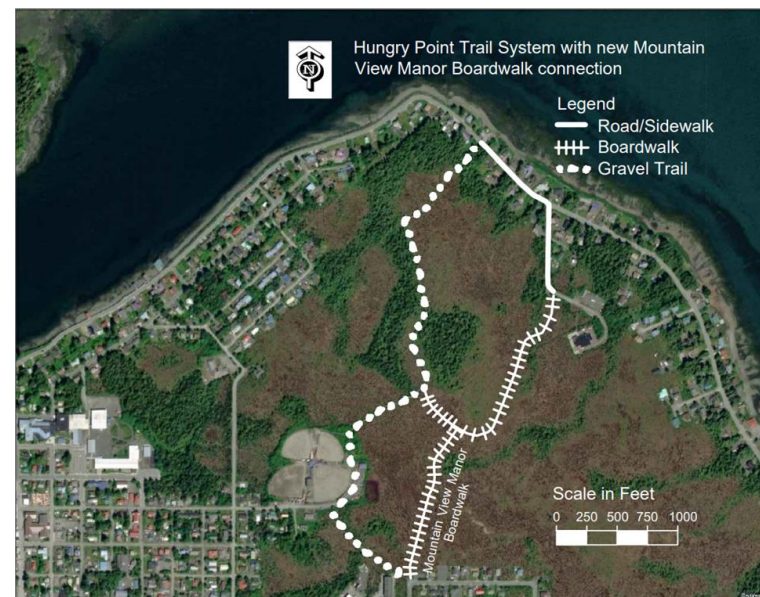 Hungry Point Trail System with new Mountain
View Manor Boardwalk connection
Legend
Road/Sidewalk
Boardwalk
Gravel Trail
Mountain View Manor
Boardwalk
Scale in Feet
0 250 500 750 1000